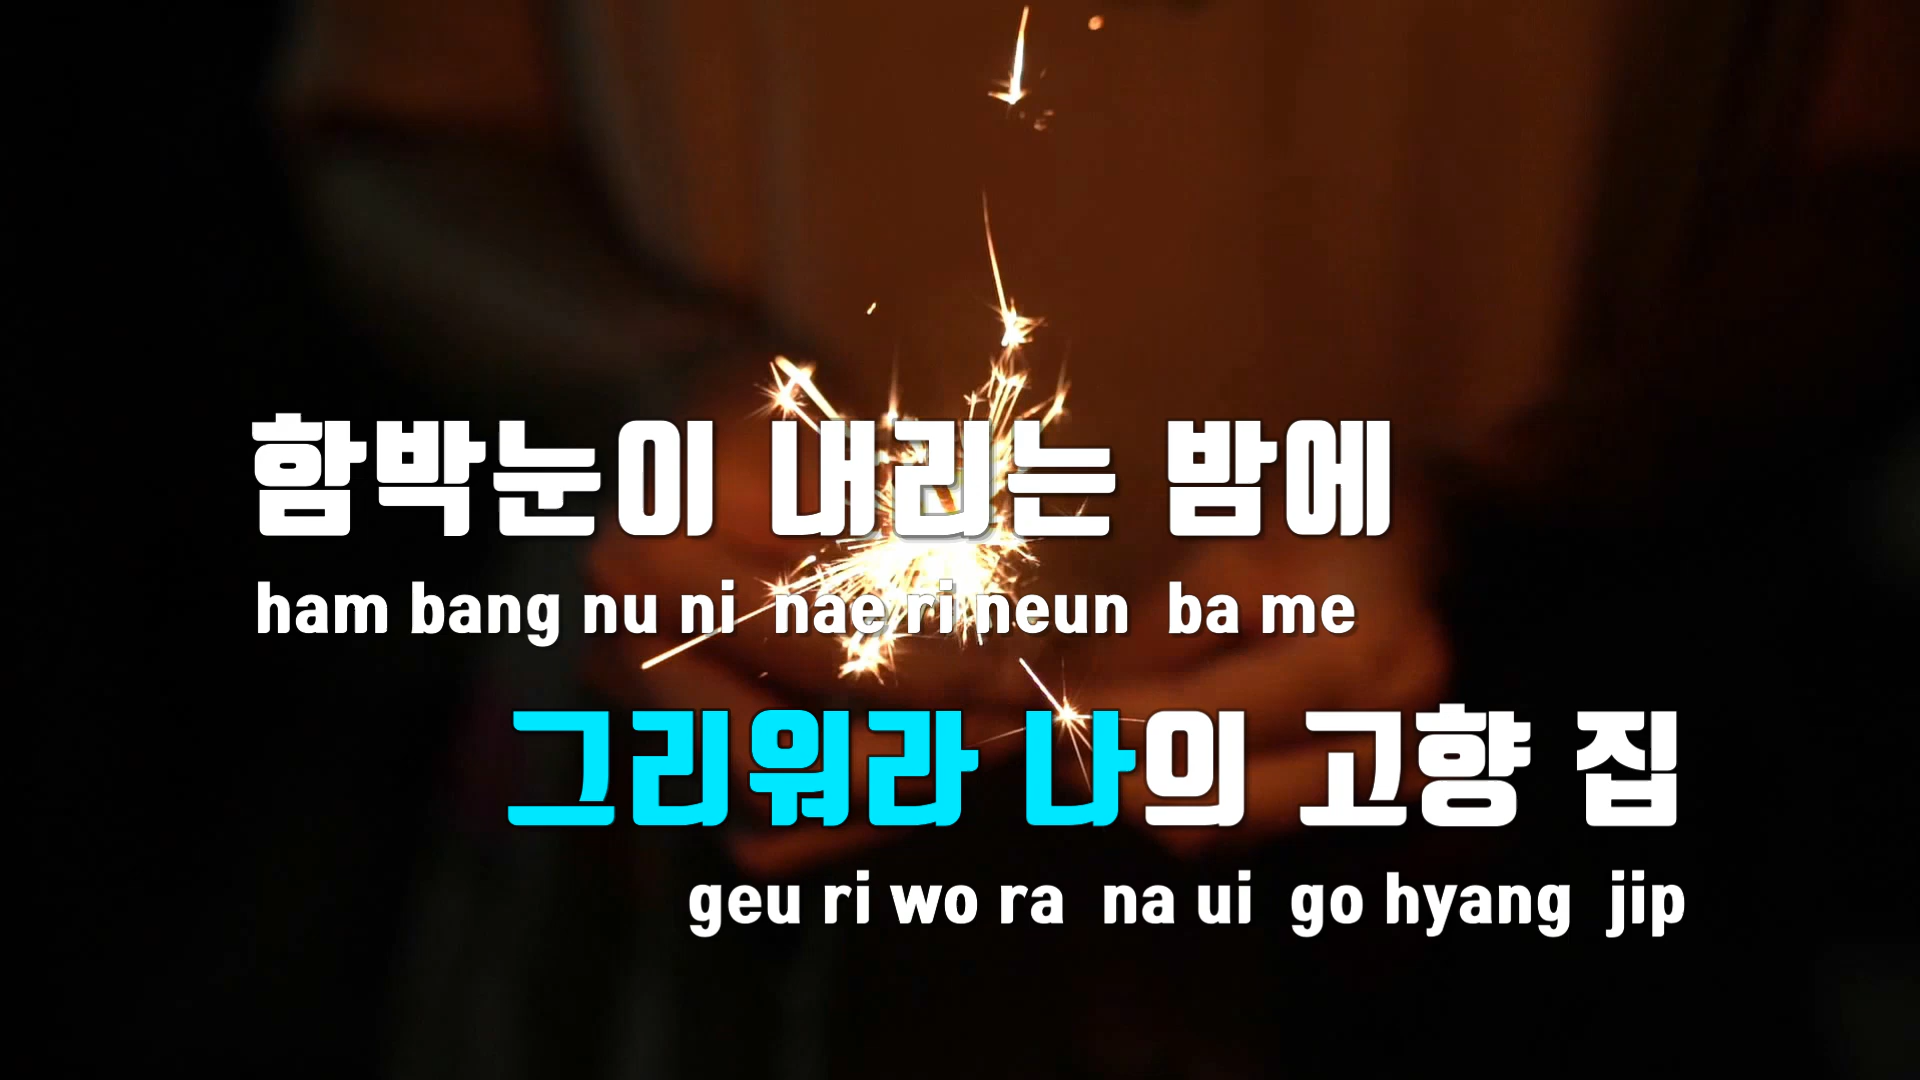 함박눈이 내리는 밤에
ham bang nu ni nae ri neun ba me
그리워라 나의 고향 집
geu ri wo ra na ui go hyang jip